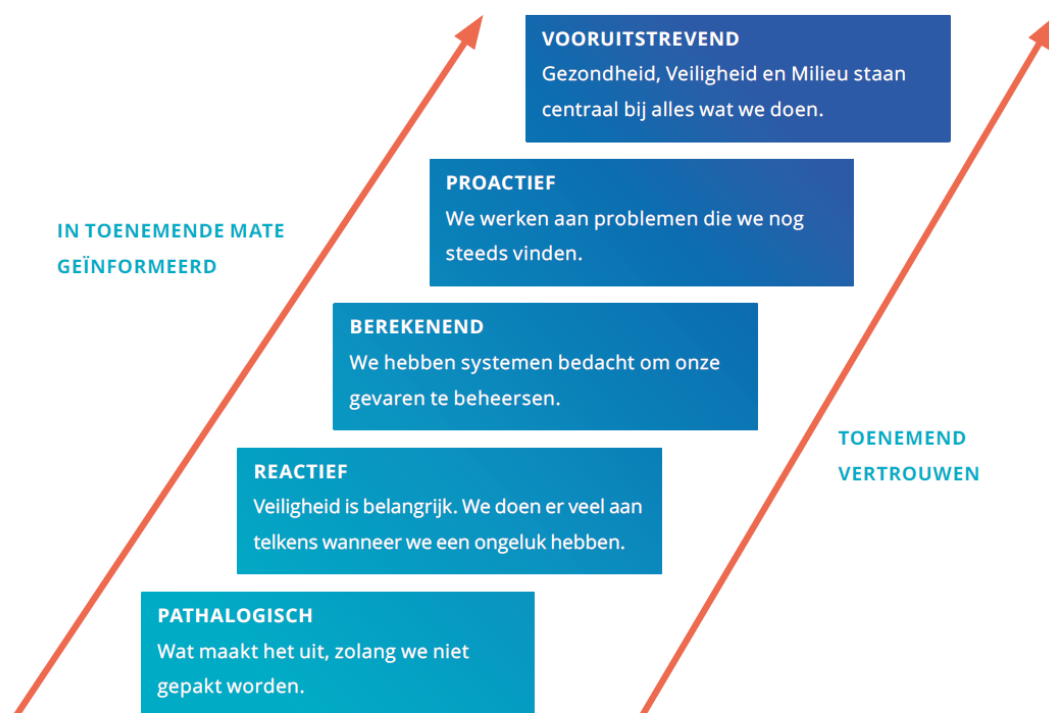 VOORUITSTREVEND
Gezondheid, Veiligheid en Milieu staan
centraal bij alles wat we doen.
PROACTIEF
We werken aan problemen die we nog
steeds vinden.
IN TOENEMENDE MATE
GEÏNFORMEERD
BEREKENEND
We hebben systemen bedacht om onze
gevaren te beheersen.
TOENEMEND
VERTROUWEN
REACTIEF
Veiligheid is belangrijk. We doen er veel aan
telkens wanneer we een ongeluk hebben.
PATHALOGISCH
Wat maakt het uit, zolang we niet
gepakt worden.